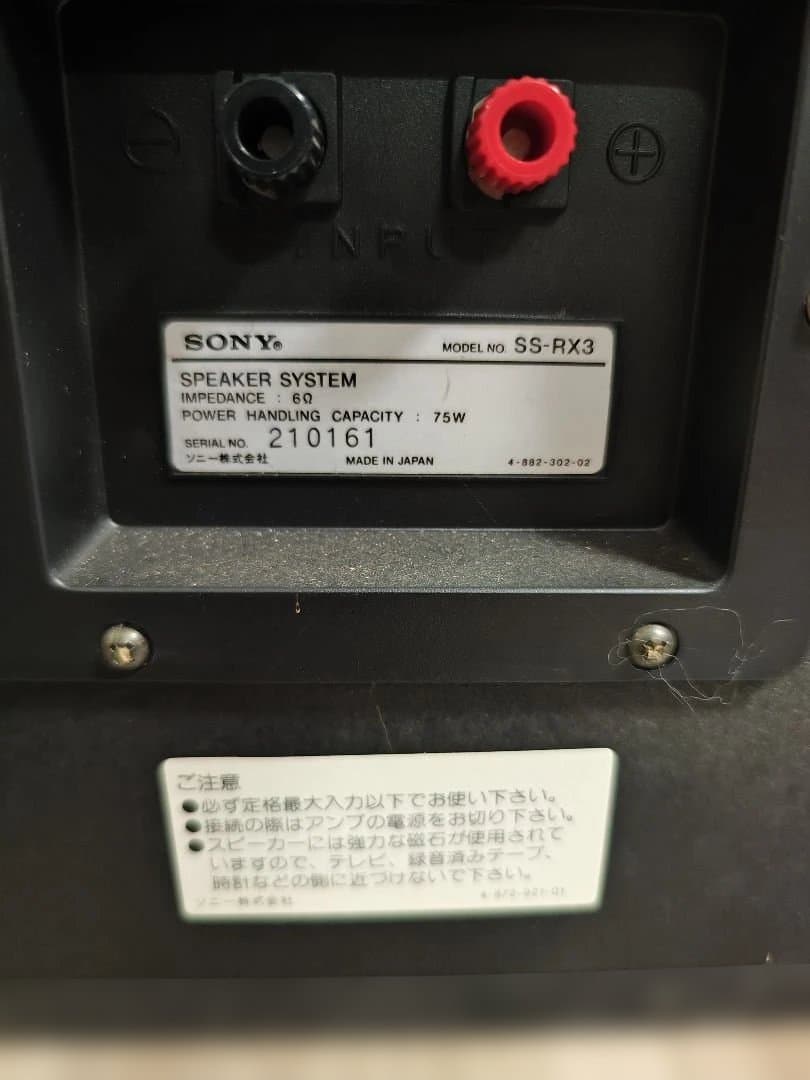 INPUT
SONY® MODEL NO. SS-RX3
SPEAKER SYSTEM
IMPEDANCE : 6Ω
POWER HANDLING CAPACITY : 75W
SERIAL NO. 210161
ソニー株式会社 MADE IN JAPAN 4-882-302-02
ご注意
●必ず定格最大入力以下でお使い下さい。
●接続の際はアンプの電源をお切り下さい。
●スピーカーには強力な磁石が使用されて
いますので、テレビ、録音済みテープ、
時計などの側に近づけないで下さい。
ソニー株式会社